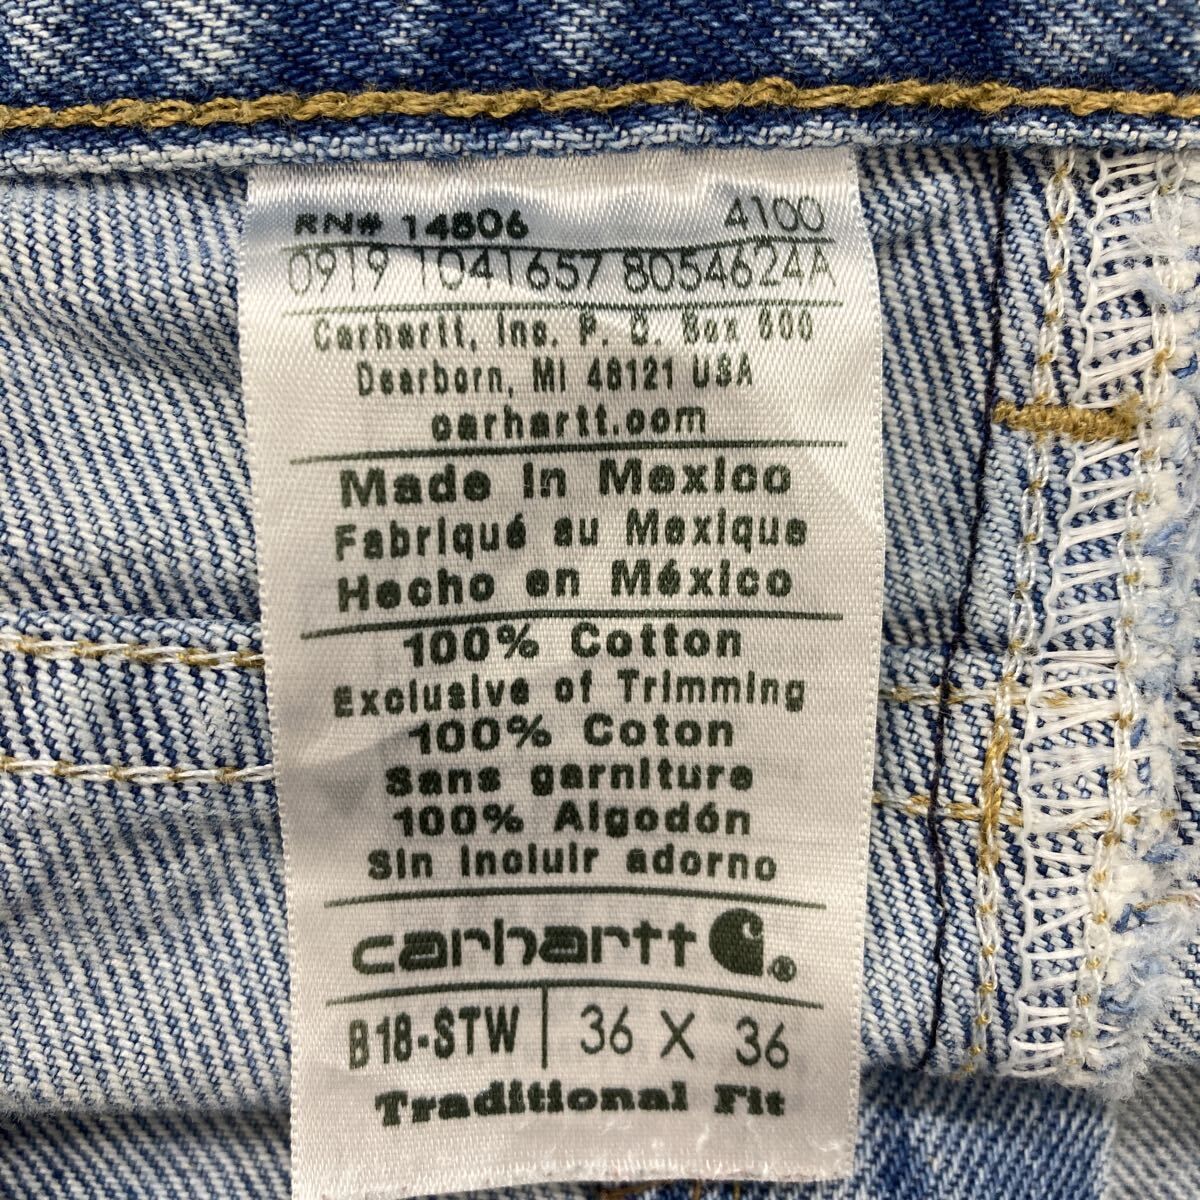 RN# 14806 4100
0919 1041657 8054624A
Carhartt, Inc. P. O. Box 600
Dearborn, MI 48121 USA
carhartt.com
Made in Mexico
Fabriqué au Mexique
Hecho en México
100% Cotton
Exclusive of Trimming
100% Coton
Sans garniture
100% Algodón
Sin incluir adorno
carhartt ®
B18-STW 36 X 36
Traditional Fit